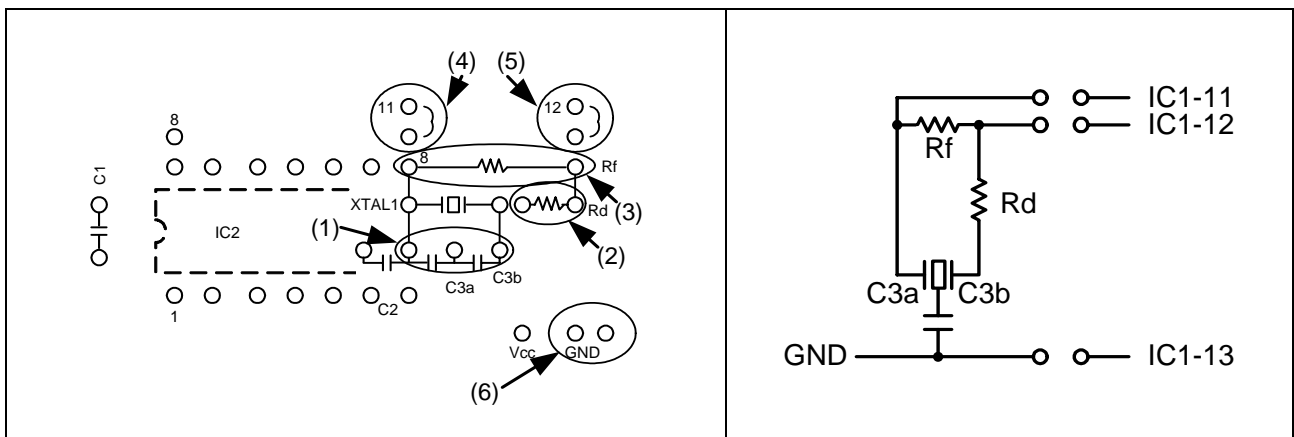 (4) (5)
11 12
8
8 Rf
C1
XTAL1 Rd (3)
(1) IC2 (2)
C3a C3b
1 C2
Vcc GND
(6)
IC1-11
IC1-12
Rf
Rd
C3a C3b
GND IC1-13